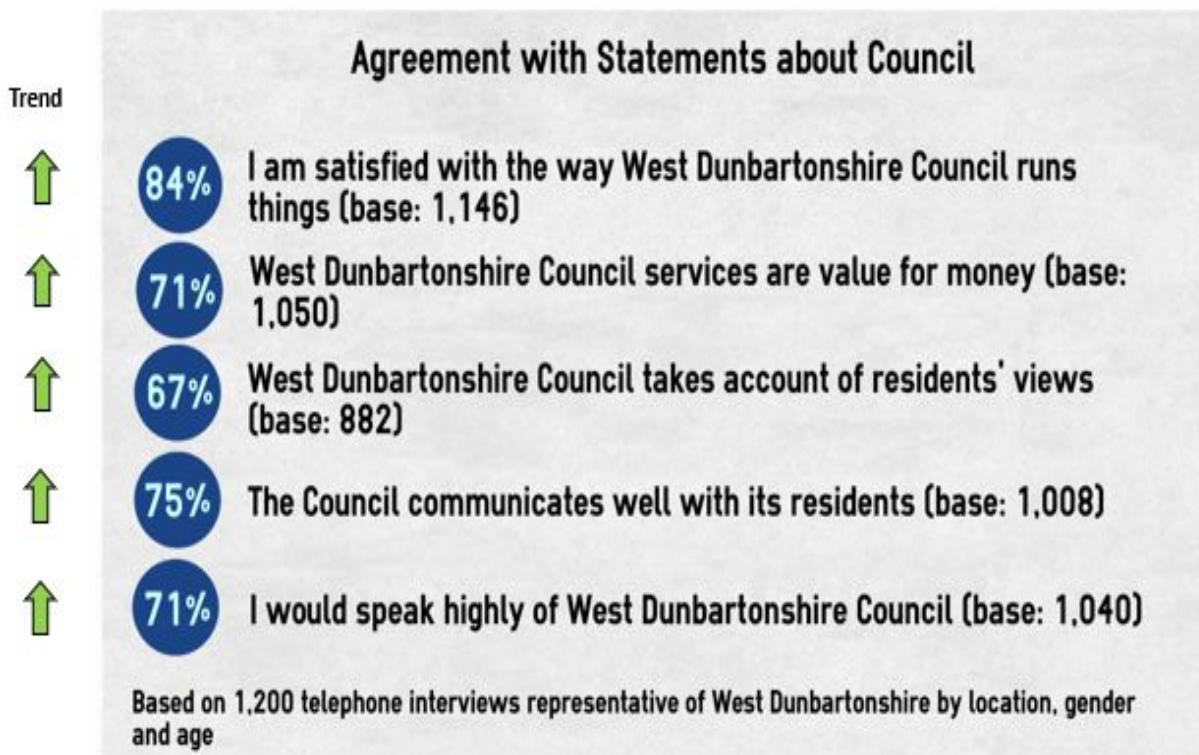 Agreement with Statements about Council
Trend
84%
I am satisfied with the way West Dunbartonshire Council runs
things (base: 1,146)
71%
West Dunbartonshire Council services are value for money (base:
1,050)
67%
West Dunbartonshire Council takes account of residents' views
(base: 882)
75%
The Council communicates well with its residents (base: 1,008)
71%
I would speak highly of West Dunbartonshire Council (base: 1,040)
Based on 1,200 telephone interviews representative of West Dunbartonshire by location, gender
and age